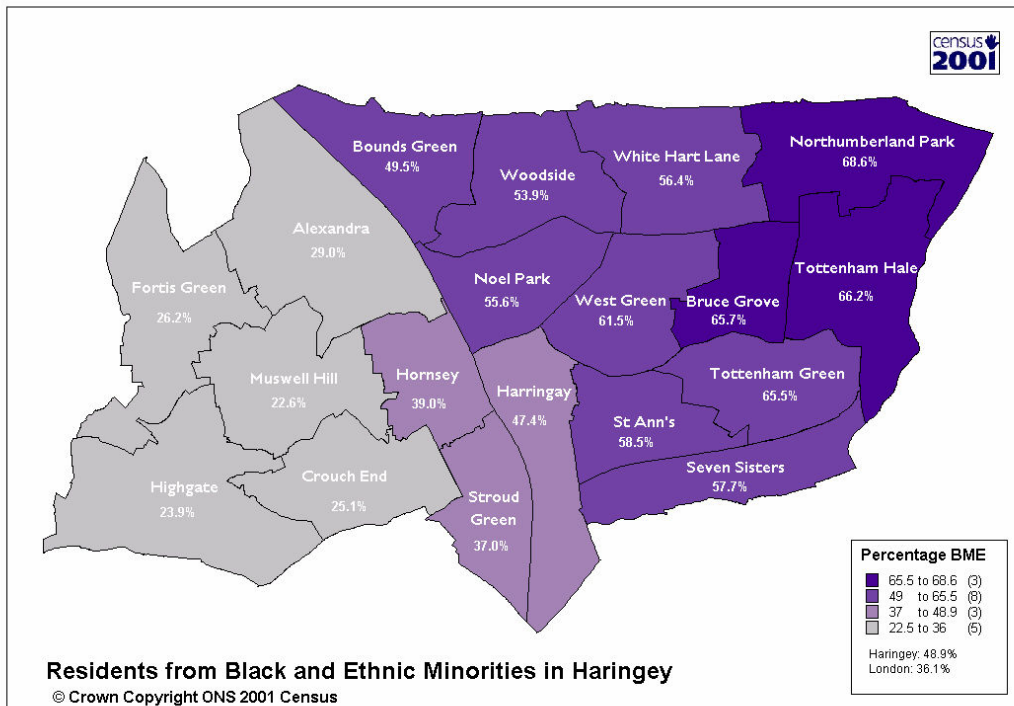 census
2001
Bounds Green
49.5%
Woodside
53.9%
White Hart Lane
56.4%
Northumberland Park
68.6%
Alexandra
29.0%
Fortis Green
26.2%
Noel Park
55.6%
West Green
61.5%
Bruce Grove
65.7%
Tottenham Hale
66.2%
Muswell Hill
22.6%
Hornsey
39.0%
Harringay
47.4%
Tottenham Green
65.5%
St Ann's
58.5%
Seven Sisters
57.7%
Highgate
23.9%
Crouch End
25.1%
Stroud
Green
37.0%
Percentage BME
65.5 to 68.6 (3)
49 to 65.5 (8)
37 to 48.9 (3)
22.5 to 36 (5)
Haringey: 48.9%
London: 36.1%
Residents from Black and Ethnic Minorities in Haringey
© Crown Copyright ONS 2001 Census